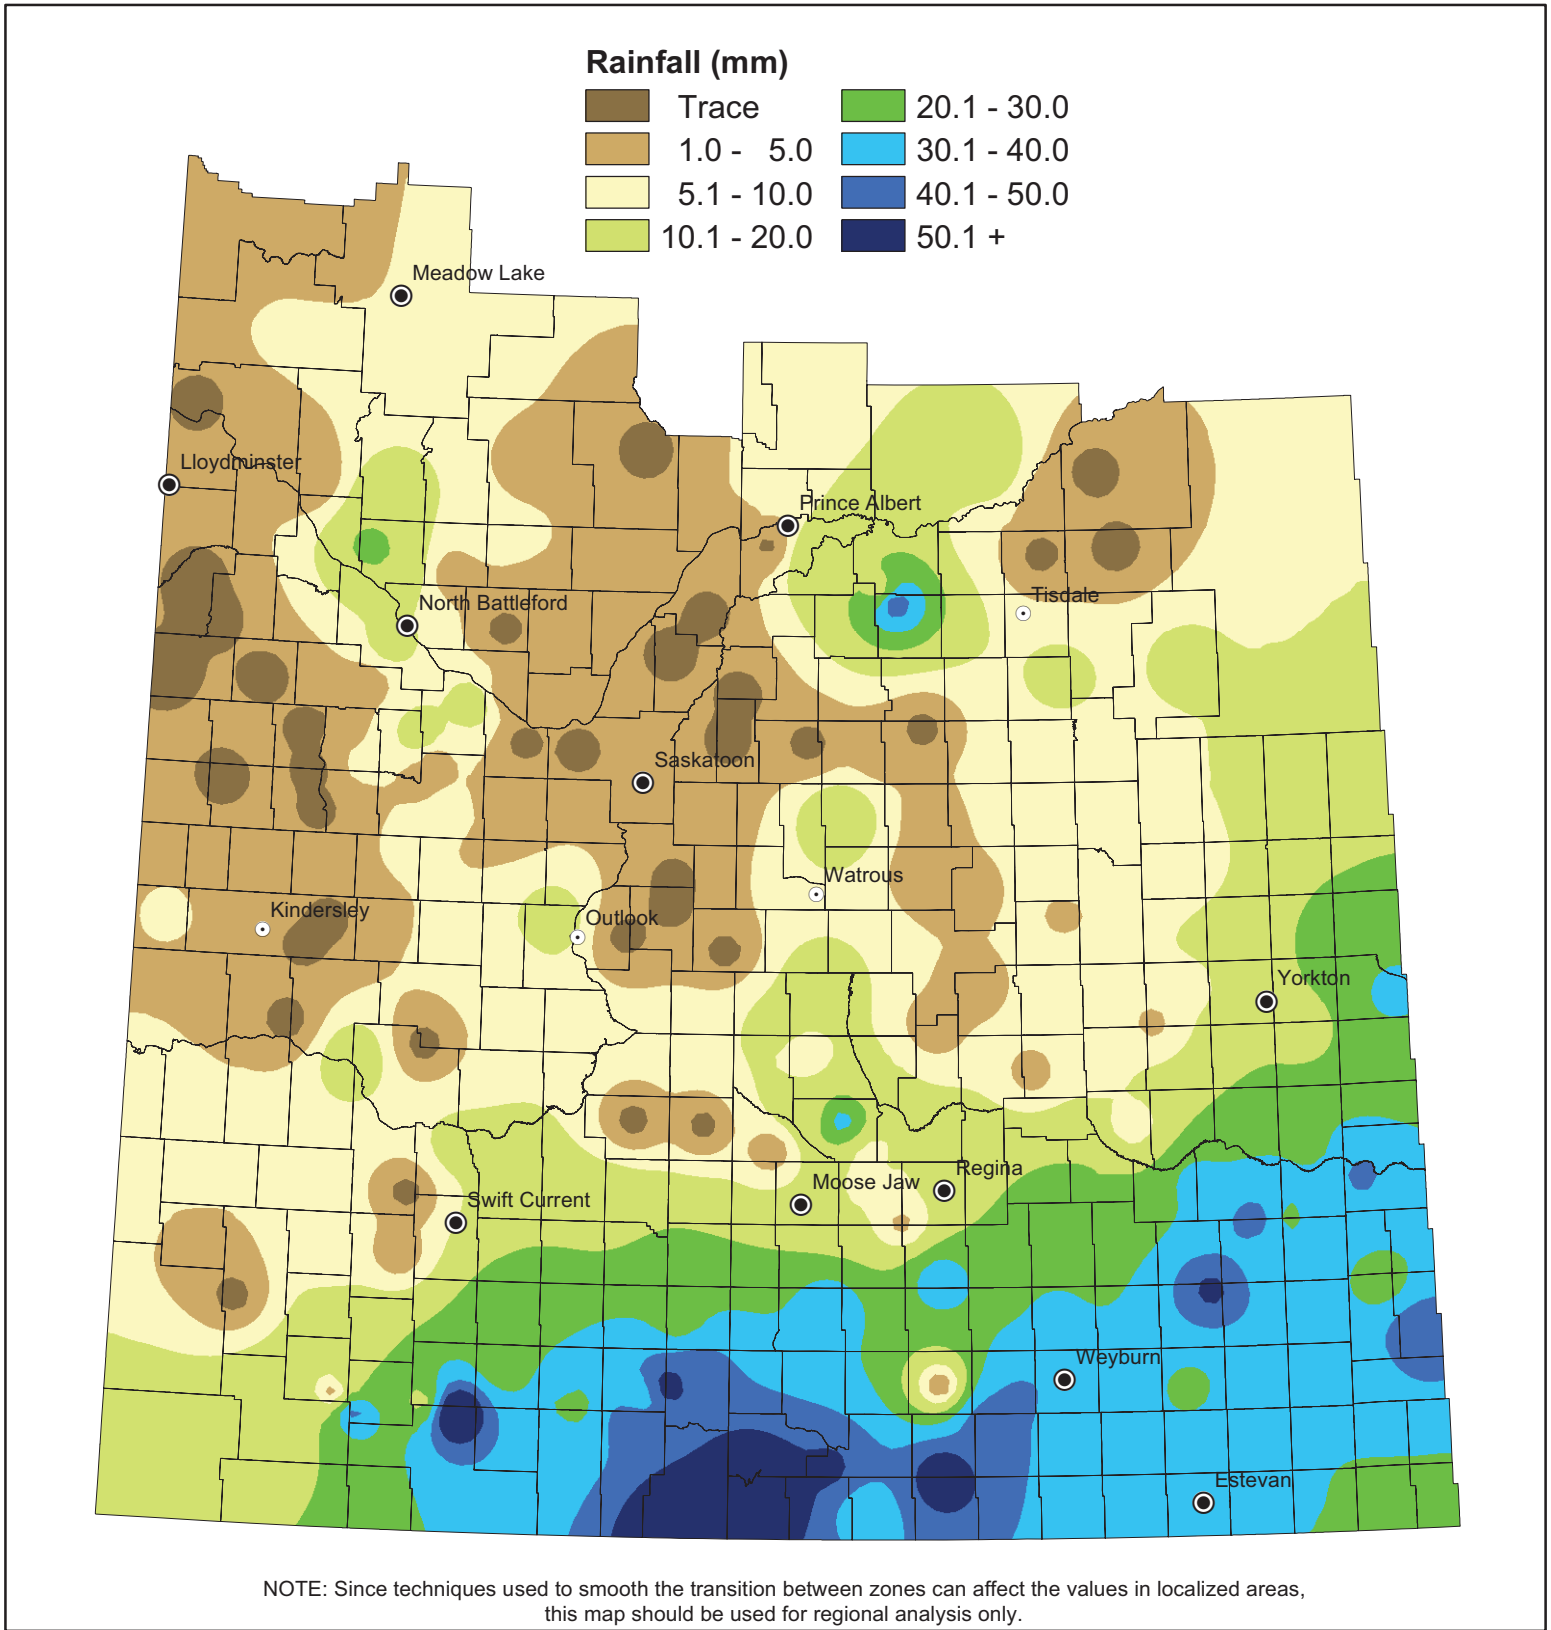 Rainfall (mm)
Trace
1.0 - 5.0
5.1 - 10.0
10.1 - 20.0
20.1 - 30.0
30.1 - 40.0
40.1 - 50.0
50.1 +
Meadow Lake
Lloydminster
Prince Albert
North Battleford
Tisdale
Saskatoon
Watrous
Kindersley
Outlook
Yorkton
Regina
Moose Jaw
Swift Current
Weyburn
Estevan
NOTE: Since techniques used to smooth the transition between zones can affect the values in localized areas,
this map should be used for regional analysis only.